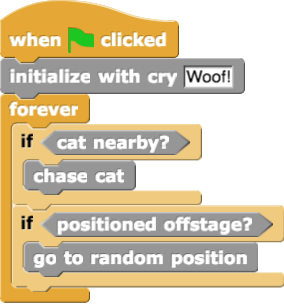 when clicked
initialize with cry Woof!
forever
if cat nearby?
chase cat
if positioned offstage?
go to random position